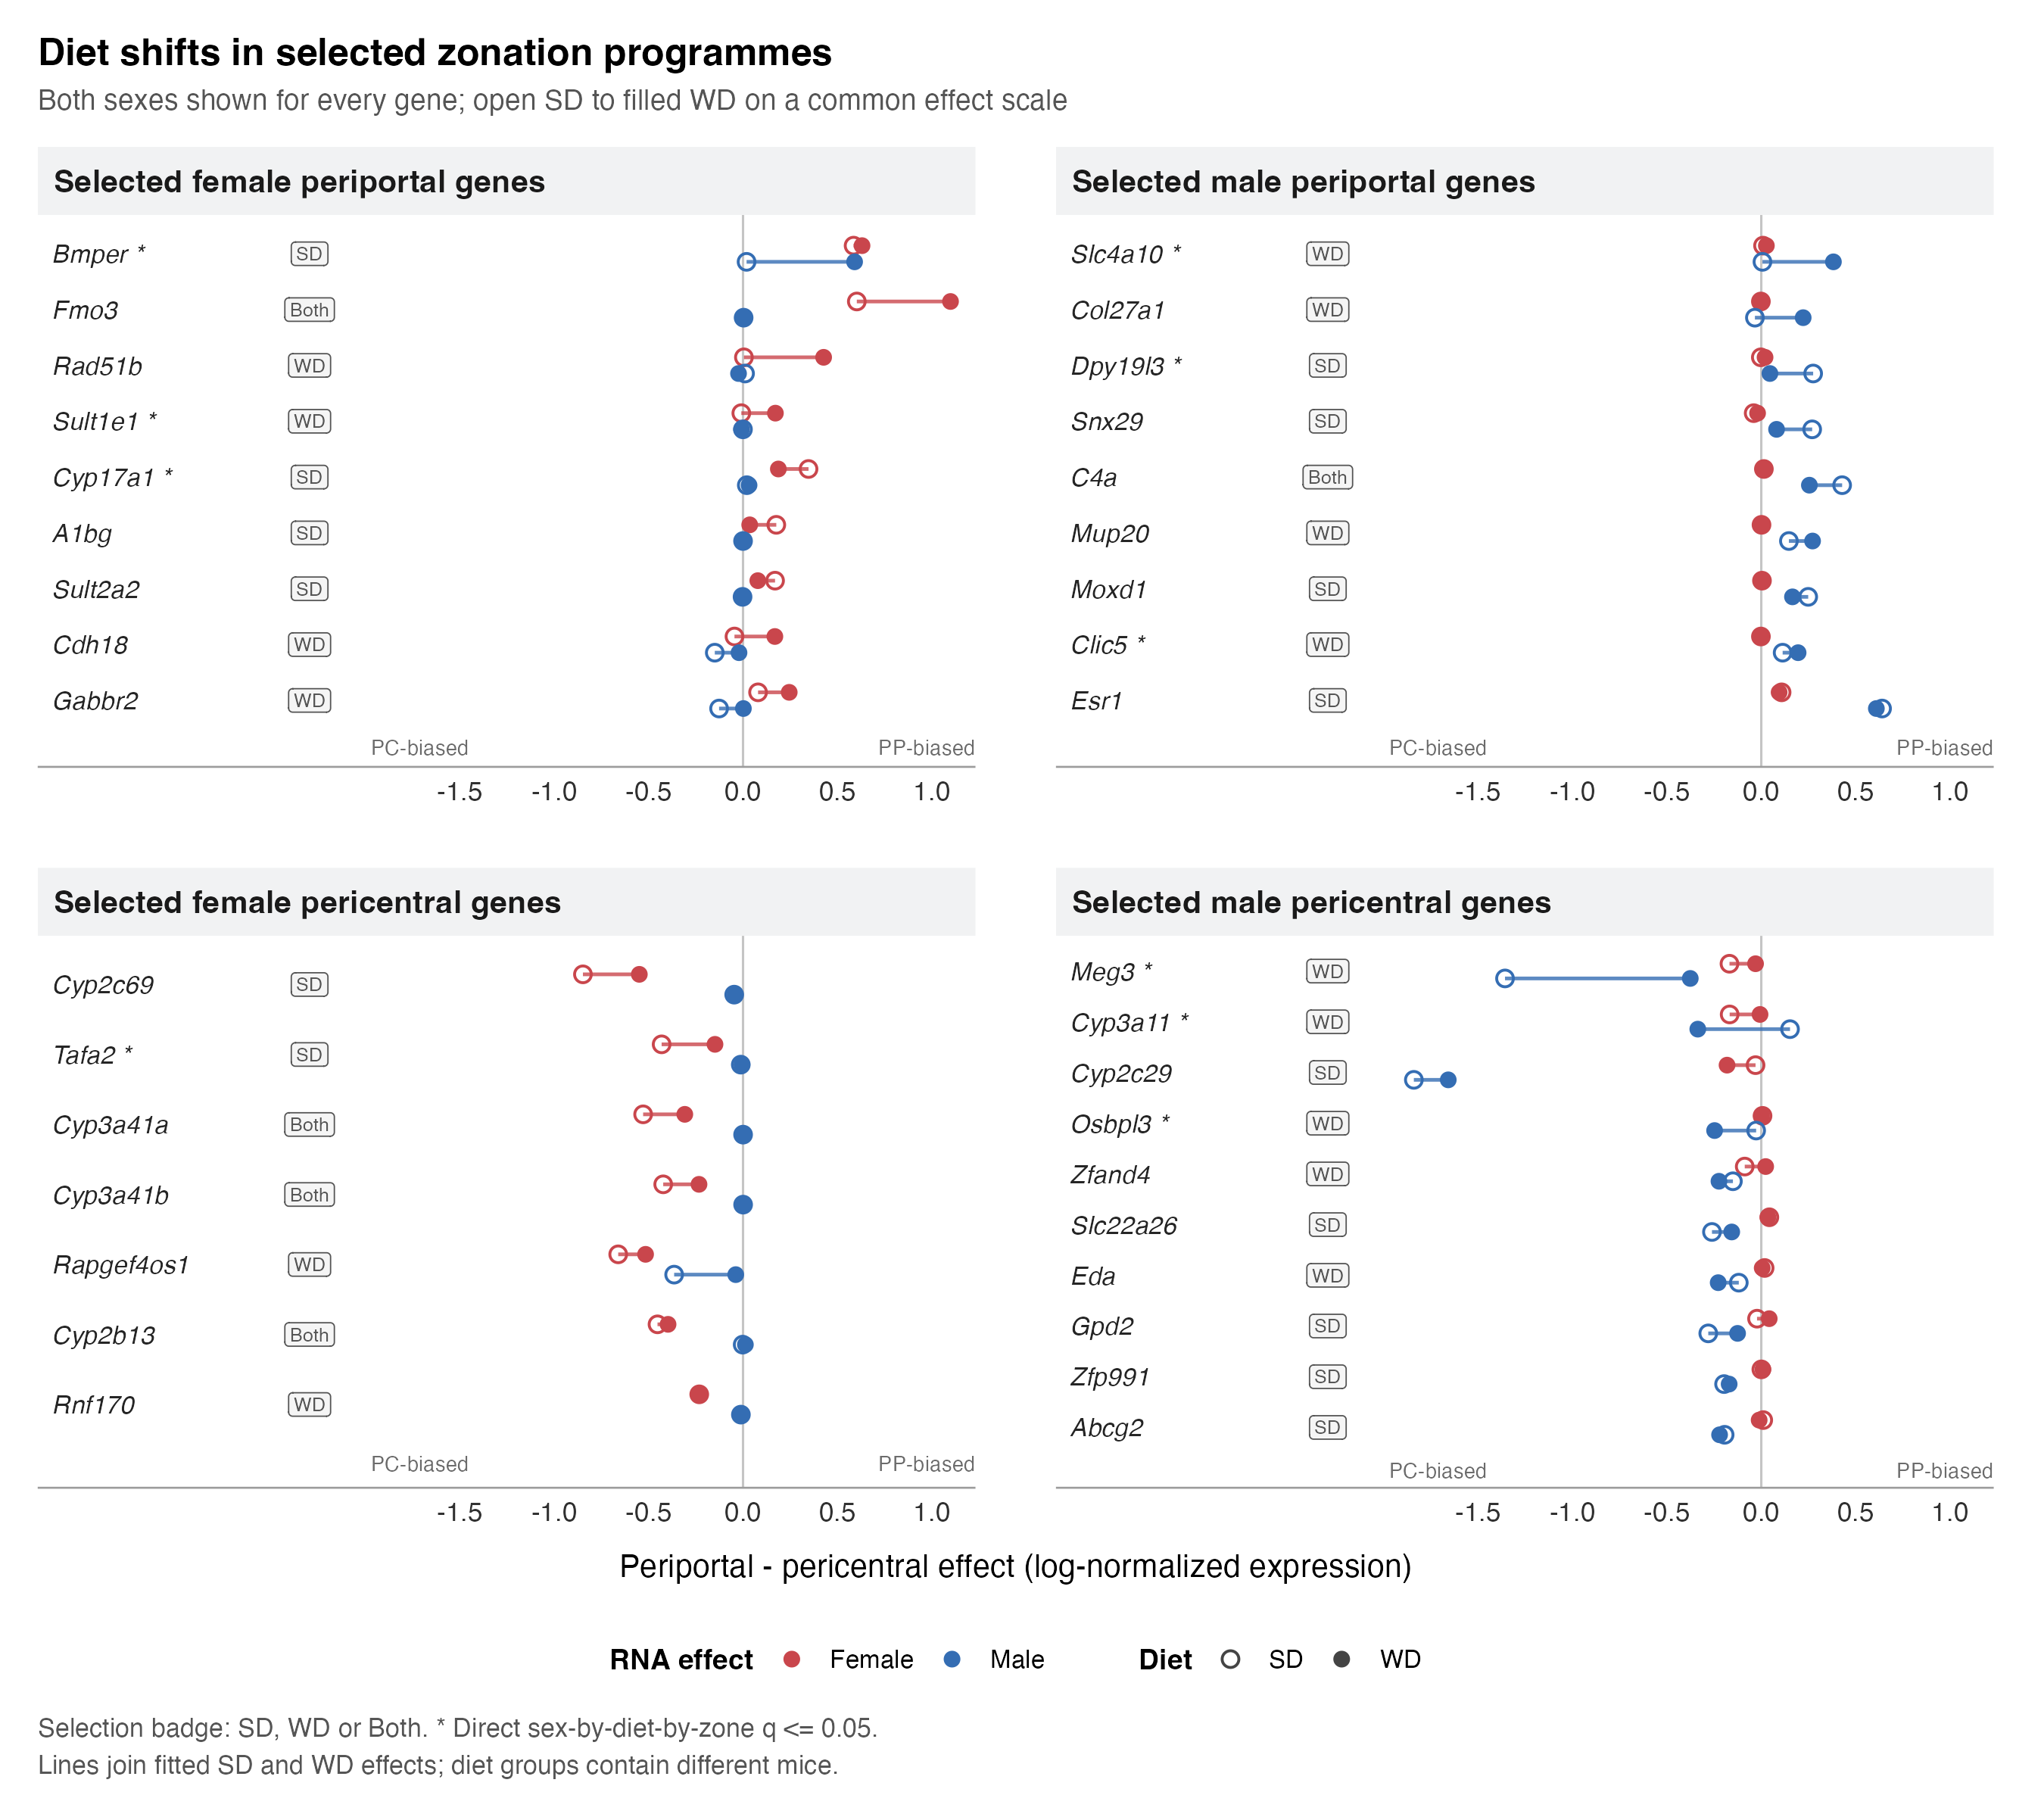 Diet shifts in selected zonation programmes
Both sexes shown for every gene; open SD to filled WD on a common effect scale
Selected female periportal genes
Bmper * SD
Fmo3 Both
Rad51b WD
Sult1e1 * WD
Cyp17a1 * SD
A1bg SD
Sult2a2 SD
Cdh18 WD
Gabbr2 WD
PC-biased PP-biased
-1.5 -1.0 -0.5 0.0 0.5 1.0
Selected male periportal genes
Slc4a10 * WD
Col27a1 WD
Dpy19l3 * SD
Snx29 SD
C4a Both
Mup20 WD
Moxd1 SD
Clic5 * WD
Esr1 SD
PC-biased PP-biased
-1.5 -1.0 -0.5 0.0 0.5 1.0
Selected female pericentral genes
Cyp2c69 SD
Tafa2 * SD
Cyp3a41a Both
Cyp3a41b Both
Rapgef4os1 WD
Cyp2b13 Both
Rnf170 WD
PC-biased PP-biased
-1.5 -1.0 -0.5 0.0 0.5 1.0
Selected male pericentral genes
Meg3 * WD
Cyp3a11 * WD
Cyp2c29 SD
Osbpl3 * WD
Zfand4 WD
Slc22a26 SD
Eda WD
Gpd2 SD
Zfp991 SD
Abcg2 SD
PC-biased PP-biased
-1.5 -1.0 -0.5 0.0 0.5 1.0
Periportal - pericentral effect (log-normalized expression)
RNA effect Female Male Diet SD WD
Selection badge: SD, WD or Both. * Direct sex-by-diet-by-zone q <= 0.05.
Lines join fitted SD and WD effects; diet groups contain different mice.